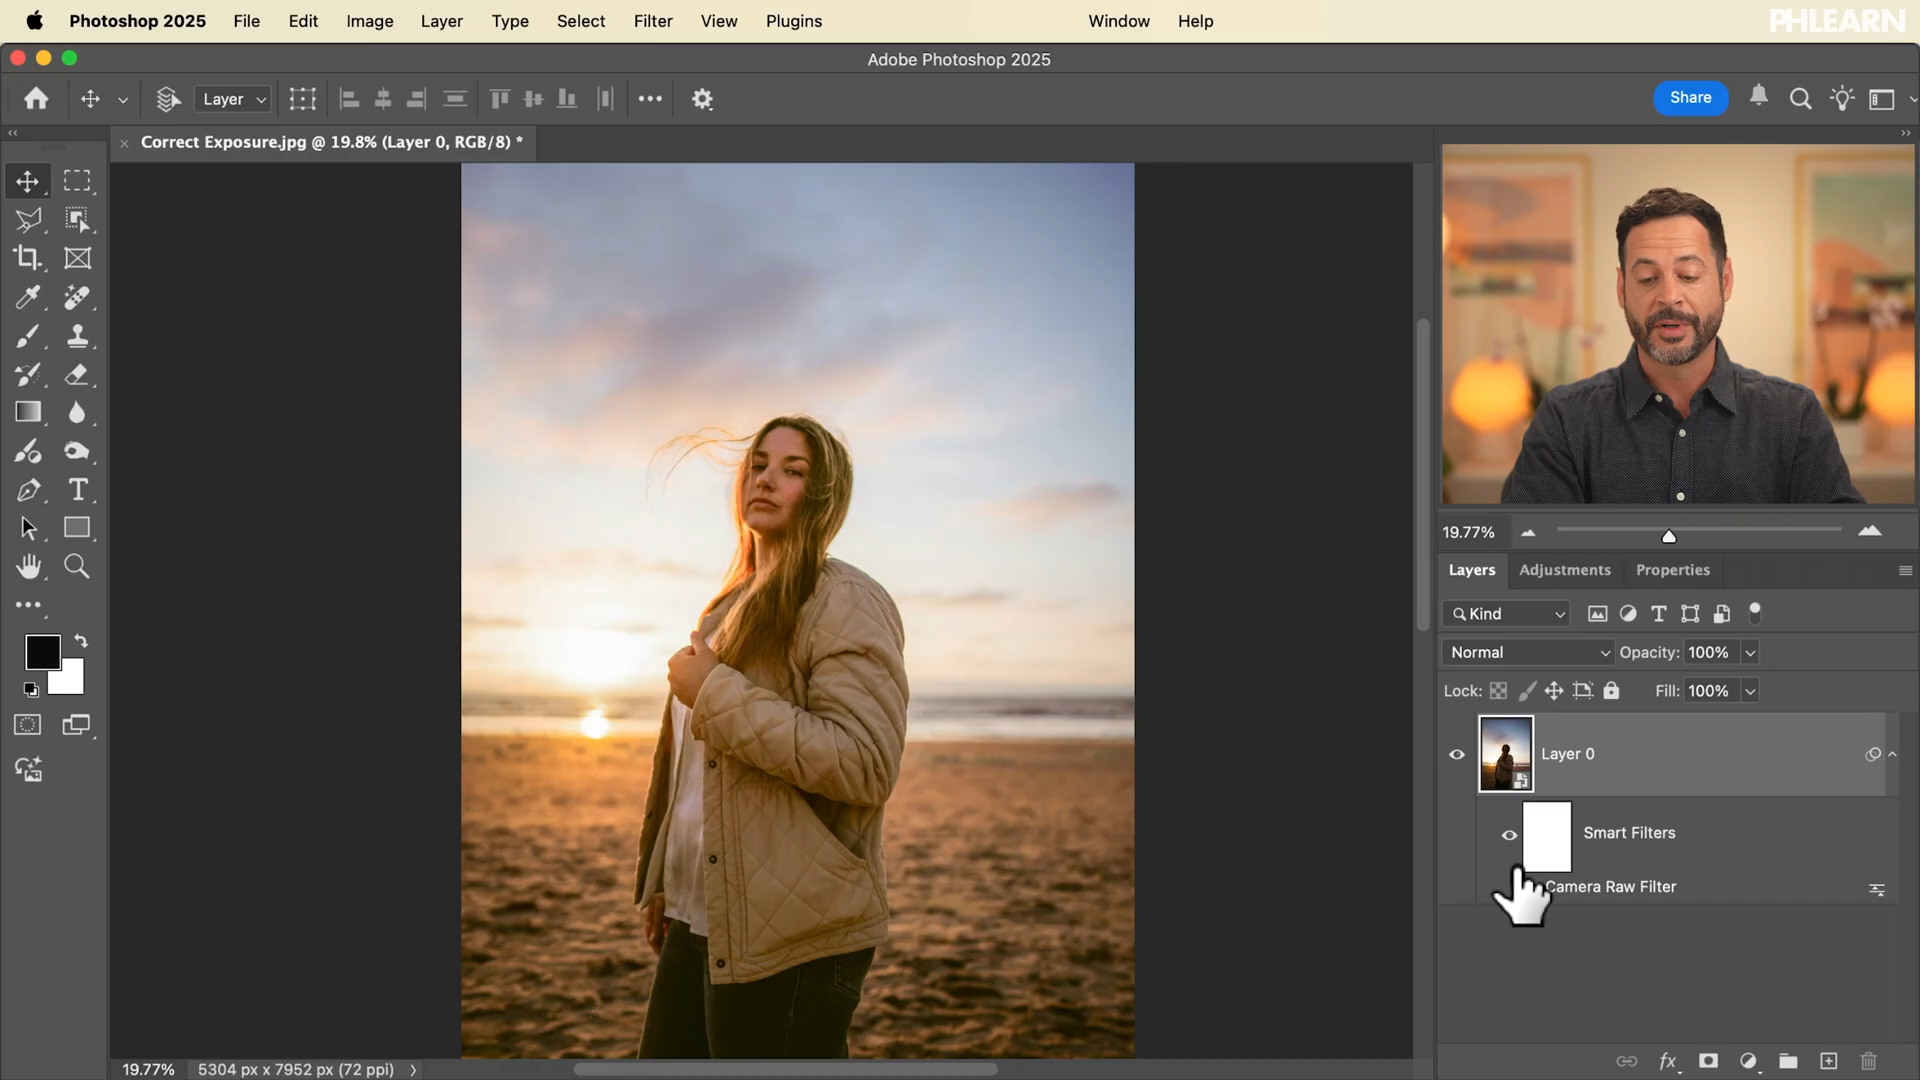 Photoshop 2025 File Edit Image Layer Type Select Filter View Plugins Window Help
PHLEARN
Adobe Photoshop 2025
Layer
Share
Correct Exposure.jpg @ 19.8% (Layer 0, RGB/8) *
19.77%
Layers Adjustments Properties
Kind
Normal Opacity: 100%
Lock: Fill: 100%
Layer 0
Smart Filters
Camera Raw Filter
fx
19.77% 5304 px x 7952 px (72 ppi)